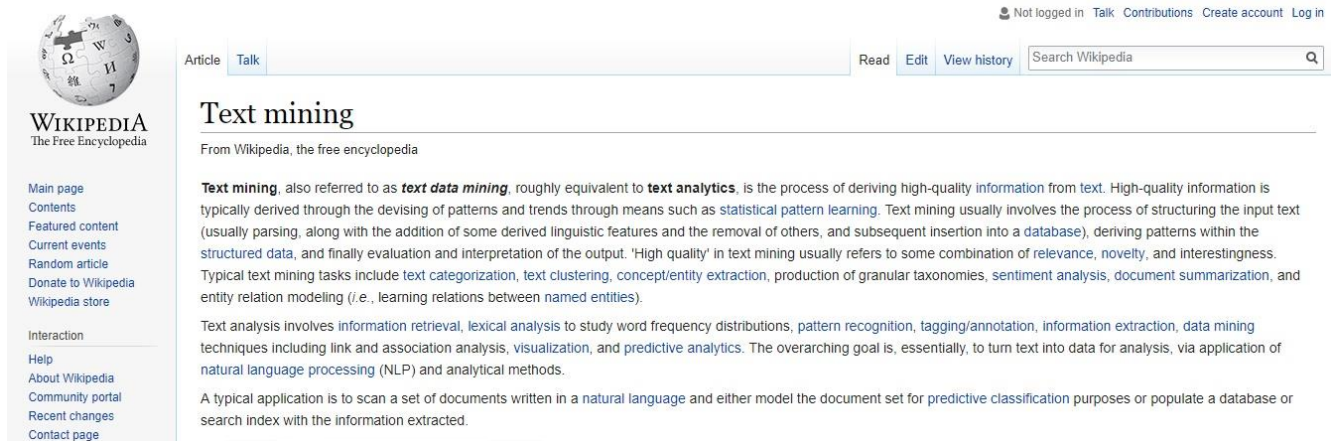 Not logged in Talk Contributions Create account Log in
Article Talk Read Edit View history Search Wikipedia
Ω W И 7
WIKIPEDIA
The Free Encyclopedia
Main page
Contents
Featured content
Current events
Random article
Donate to Wikipedia
Wikipedia store
Interaction
Help
About Wikipedia
Community portal
Recent changes
Contact page
Text mining
From Wikipedia, the free encyclopedia
Text mining, also referred to as text data mining, roughly equivalent to text analytics, is the process of deriving high-quality information from text. High-quality information is
typically derived through the devising of patterns and trends through means such as statistical pattern learning. Text mining usually involves the process of structuring the input text
(usually parsing, along with the addition of some derived linguistic features and the removal of others, and subsequent insertion into a database), deriving patterns within the
structured data, and finally evaluation and interpretation of the output. 'High quality' in text mining usually refers to some combination of relevance, novelty, and interestingness.
Typical text mining tasks include text categorization, text clustering, concept/entity extraction, production of granular taxonomies, sentiment analysis, document summarization, and
entity relation modeling (i.e., learning relations between named entities).
Text analysis involves information retrieval, lexical analysis to study word frequency distributions, pattern recognition, tagging/annotation, information extraction, data mining
techniques including link and association analysis, visualization, and predictive analytics. The overarching goal is, essentially, to turn text into data for analysis, via application of
natural language processing (NLP) and analytical methods.
A typical application is to scan a set of documents written in a natural language and either model the document set for predictive classification purposes or populate a database or
search index with the information extracted.